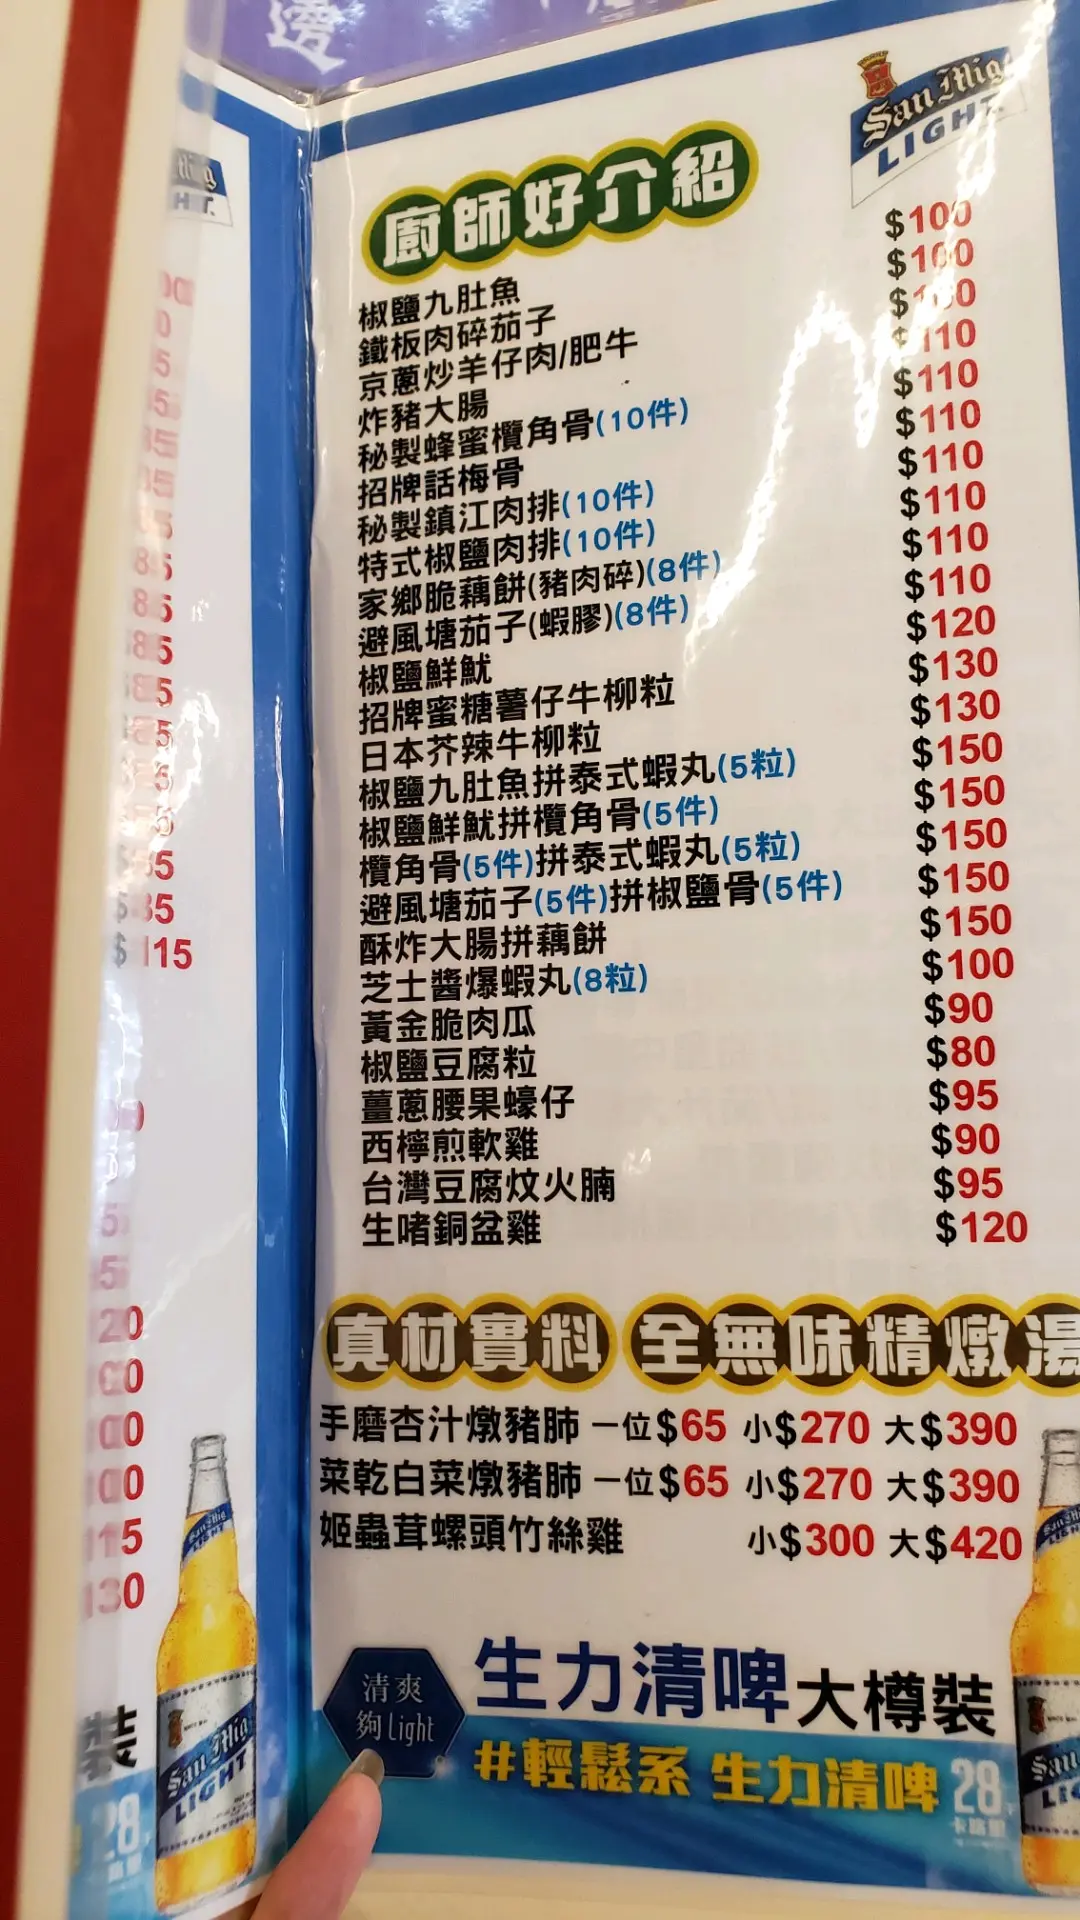 邊
San Mig
LIGHT
廚師好介紹
椒鹽九肚魚 $100
鐵板肉碎茄子 $100
京蔥炒羊仔肉/肥牛
炸豬大腸 $110
秘製蜂蜜欖角骨(10件) $110
招牌話梅骨 $110
秘製鎮江肉排(10件) $110
特式椒鹽肉排(10件) $110
家鄉脆藕餅(豬肉碎)(8件) $110
避風塘茄子(蝦膠)(8件) $110
椒鹽鮮魷 $120
招牌蜜糖薯仔牛柳粒 $130
日本芥辣牛柳粒 $130
椒鹽九肚魚拼泰式蝦丸(5粒) $150
椒鹽鮮魷拼欖角骨(5件) $150
欖角骨(5件)拼泰式蝦丸(5粒) $150
避風塘茄子(5件)拼椒鹽骨(5件) $150
酥炸大腸拼藕餅 $150
芝士醬爆蝦丸(8粒) $100
黃金脆肉瓜 $90
椒鹽豆腐粒 $80
薑蔥腰果蠔仔 $95
西檸煎軟雞 $90
台灣豆腐炆火腩 $95
生啫銅盆雞 $120
真材實料 全無味精燉湯
手磨杏汁燉豬肺 一位$65 小$270 大$390
菜乾白菜燉豬肺 一位$65 小$270 大$390
姬蟲茸螺頭竹絲雞 小$300 大$420
清爽
夠Light
生力清啤大樽裝
#輕鬆系 生力清啤 28
San Mig
LIGHT